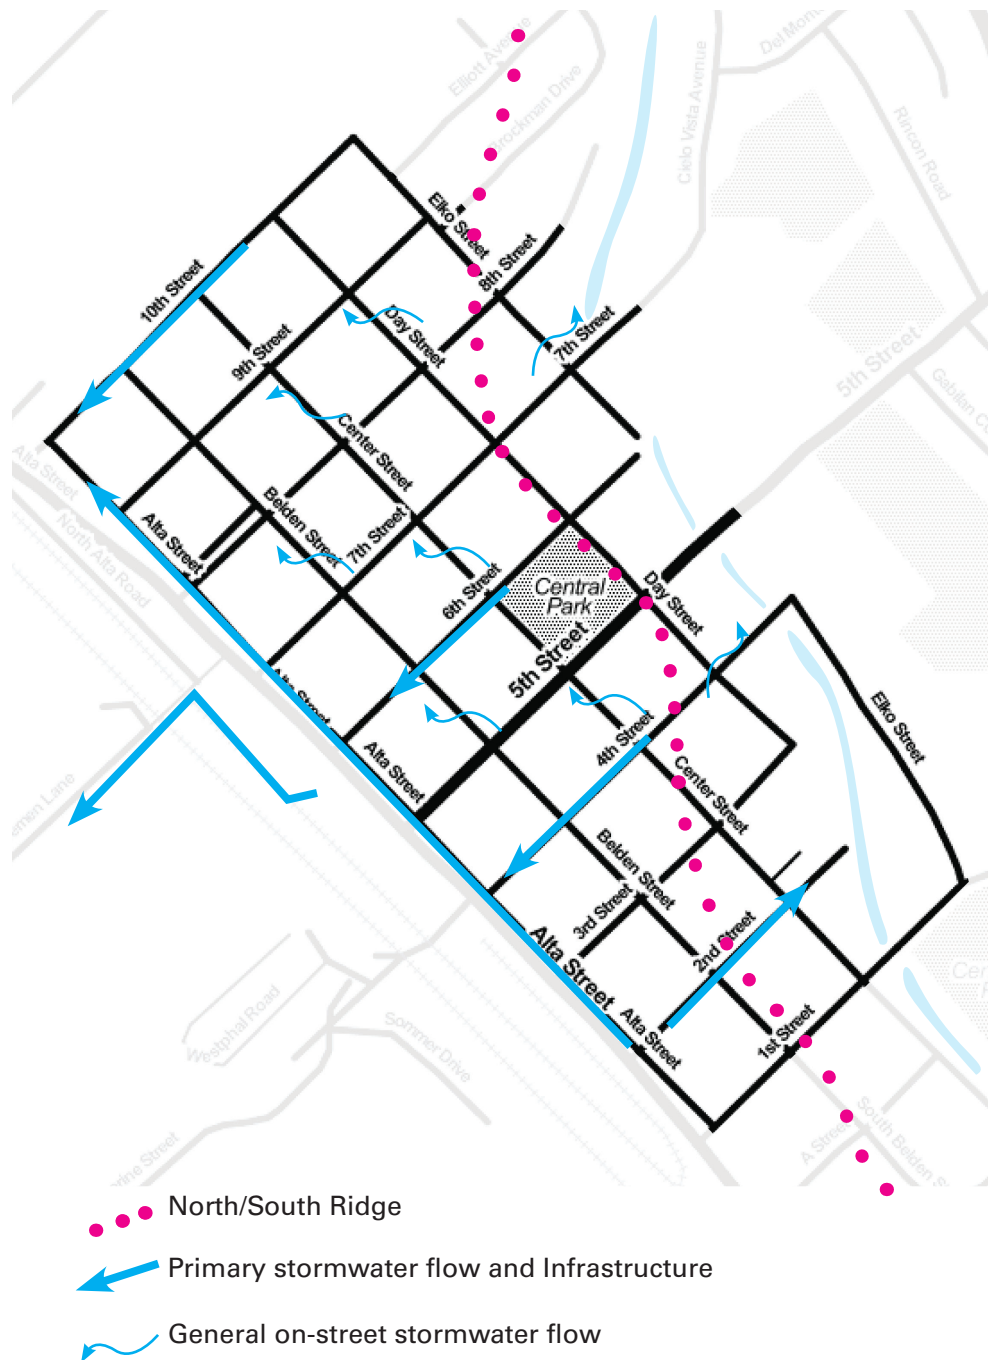 Elliott Avenue
Brockman Drive
Cielo Vista Avenue
Del Monte
Rincon Road
Elko Street
8th Street
10th Street
7th Street
9th Street
Day Street
5th Street
Center Street
Alta Street
North Alta Road
Belden Street
7th Street
Alta Street
6th Street
Central
Park
Day Street
5th Street
Alta Street
Alta Street
4th Street
Elko Street
Center Street
Belden Street
3rd Street
2nd Street
Alta Street
Alta Street
1st Street
Westphal Road
Sommer Drive
South Belden S
A Street
North/South Ridge
Primary stormwater flow and Infrastructure
General on-street stormwater flow